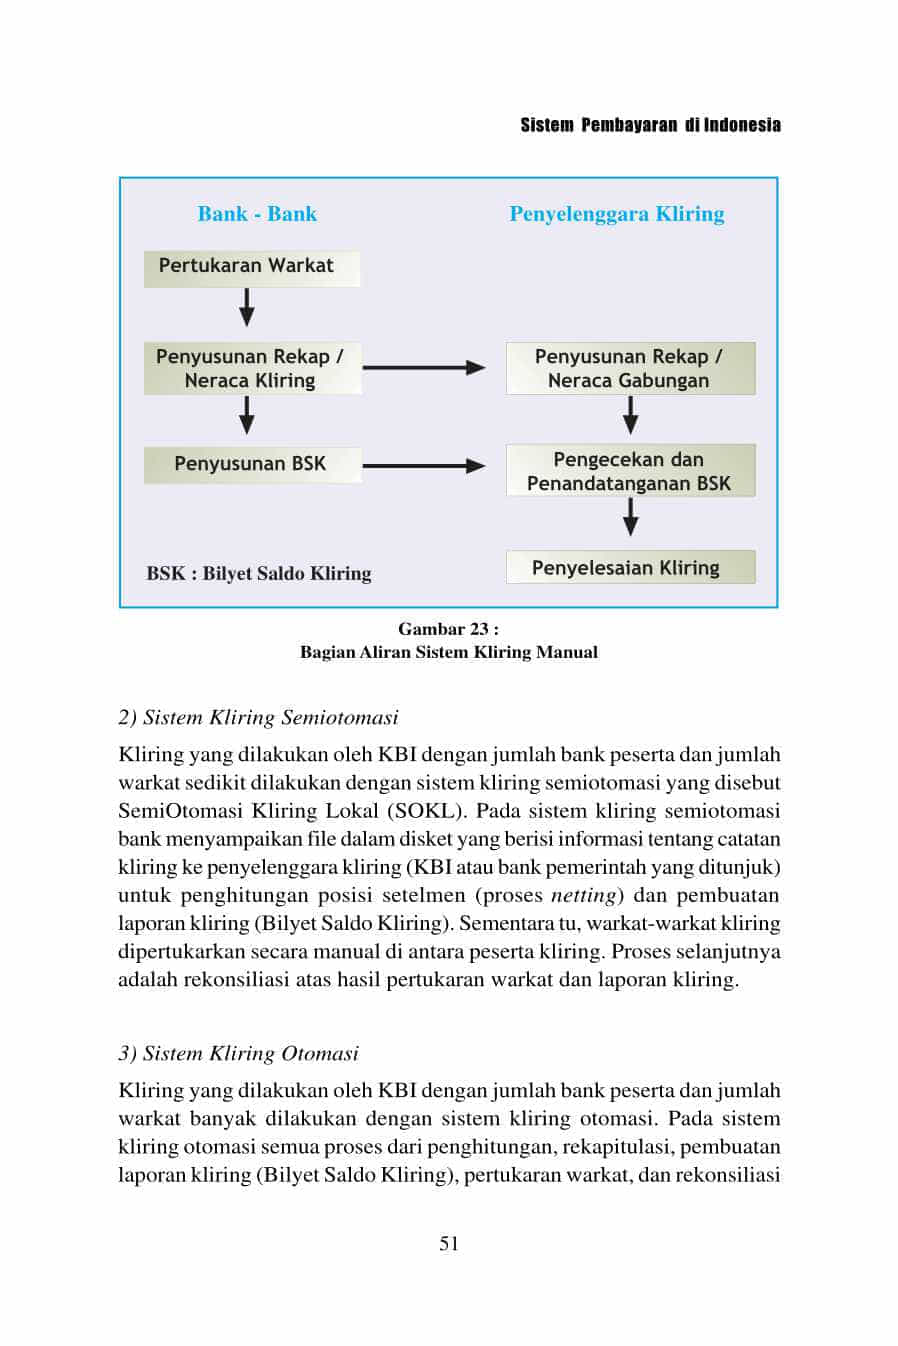 Sistem Pembayaran di Indonesia
Bank - Bank
Penyelenggara Kliring
Pertukaran Warkat
Penyusunan Rekap /
Neraca Kliring
Penyusunan Rekap /
Neraca Gabungan
Penyusunan BSK
Pengecekan dan
Penandatanganan BSK
BSK : Bilyet Saldo Kliring
Penyelesaian Kliring
Gambar 23 :
Bagian Aliran Sistem Kliring Manual
2) Sistem Kliring Semiotomasi
Kliring yang dilakukan oleh KBI dengan jumlah bank peserta dan jumlah
warkat sedikit dilakukan dengan sistem kliring semiotomasi yang disebut
SemiOtomasi Kliring Lokal (SOKL). Pada sistem kliring semiotomasi
bank menyampaikan file dalam disket yang berisi informasi tentang catatan
kliring ke penyelenggara kliring (KBI atau bank pemerintah yang ditunjuk)
untuk penghitungan posisi setelmen (proses netting) dan pembuatan
laporan kliring (Bilyet Saldo Kliring). Sementara tu, warkat-warkat kliring
dipertukarkan secara manual di antara peserta kliring. Proses selanjutnya
adalah rekonsiliasi atas hasil pertukaran warkat dan laporan kliring.
3) Sistem Kliring Otomasi
Kliring yang dilakukan oleh KBI dengan jumlah bank peserta dan jumlah
warkat banyak dilakukan dengan sistem kliring otomasi. Pada sistem
kliring otomasi semua proses dari penghitungan, rekapitulasi, pembuatan
laporan kliring (Bilyet Saldo Kliring), pertukaran warkat, dan rekonsiliasi
51